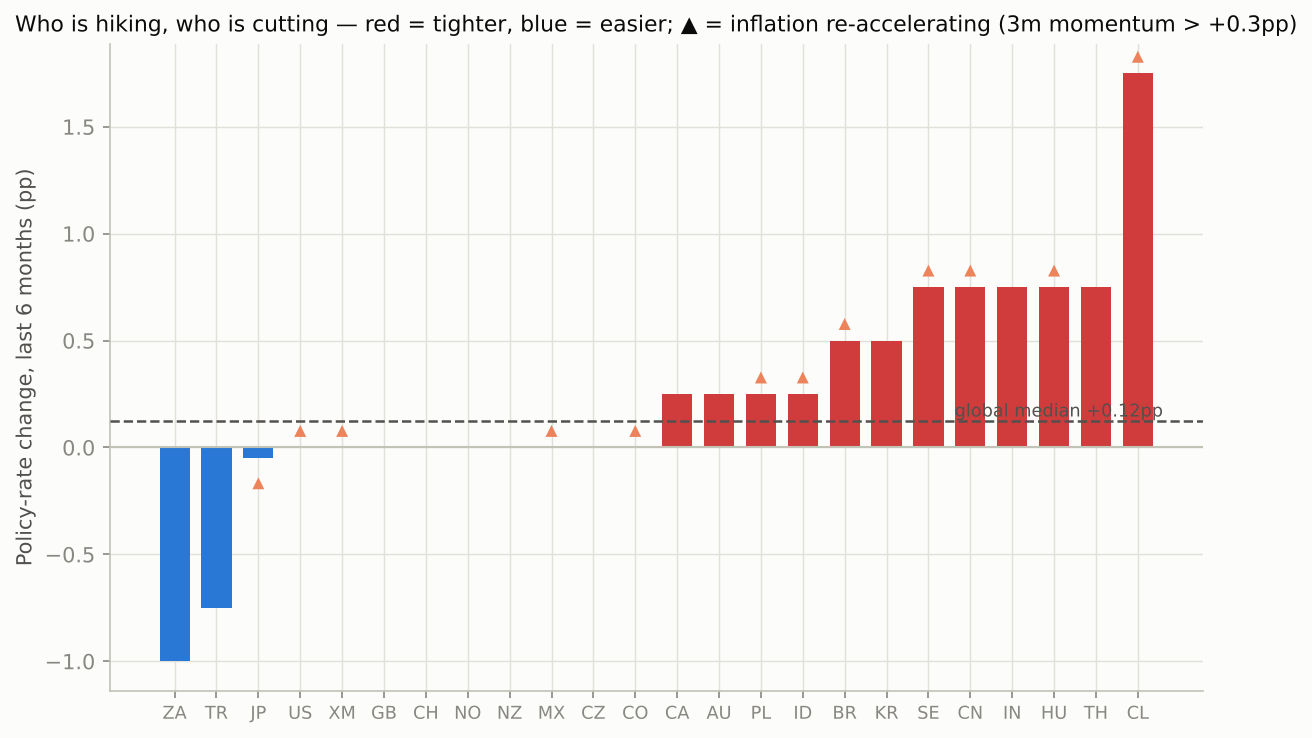 Who is hiking, who is cutting — red = tighter, blue = easier; ▲ = inflation re-accelerating (3m momentum > +0.3pp)
Policy-rate change, last 6 months (pp)
1.5
1.0
0.5
0.0
−0.5
−1.0
global median +0.12pp
ZA TR JP US XM GB CH NO NZ MX CZ CO CA AU PL ID BR KR SE CN IN HU TH CL